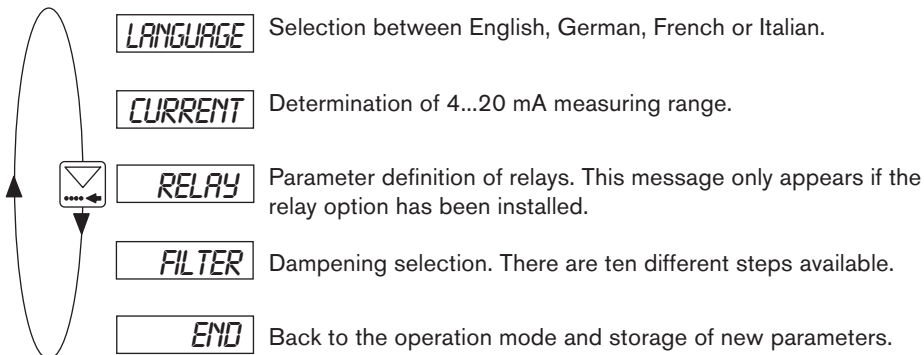 LANGUAGE Selection between English, German, French or Italian.
CURRENT Determination of 4...20 mA measuring range.
RELAY Parameter definition of relays. This message only appears if the
relay option has been installed.
FILTER Dampening selection. There are ten different steps available.
END Back to the operation mode and storage of new parameters.